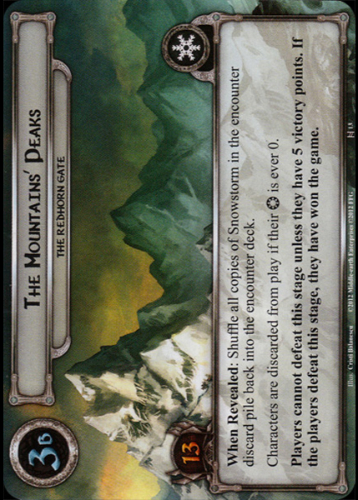 3B
THE MOUNTAINS' PEAKS
THE REDHORN GATE
13
When Revealed: Shuffle all copies of Snowstorm in the encounter
discard pile back into the encounter deck.
Characters are discarded from play if their is ever 0.
Players cannot defeat this stage unless they have 5 victory points. If
the players defeat this stage, they have won the game.
Illus. Cristi Balanescu ©2012 Middle-earth Enterprises ©2012 FFG
13